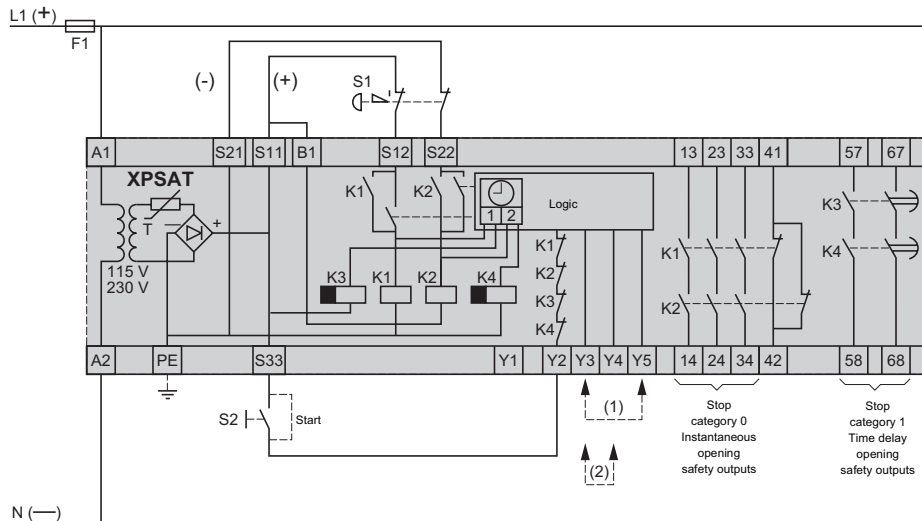 L1 (+)
F1
(-)
(+)
S1
A1
S21
S11
B1
S12
S22
13
23
33
41
57
67
XPSAT
T
+
115 V
230 V
K1
K2
1
2
Logic
K3
K1
K2
K4
K1
K2
K3
K4
K1
K2
K3
K4
A2
PE
S33
Y1
Y2
Y3
Y4
Y5
14
24
34
42
58
68
S2
Start
(1)
(2)
Stop
category 0
Instantaneous
opening
safety outputs
Stop
category 1
Time delay
opening
safety outputs
N (—)